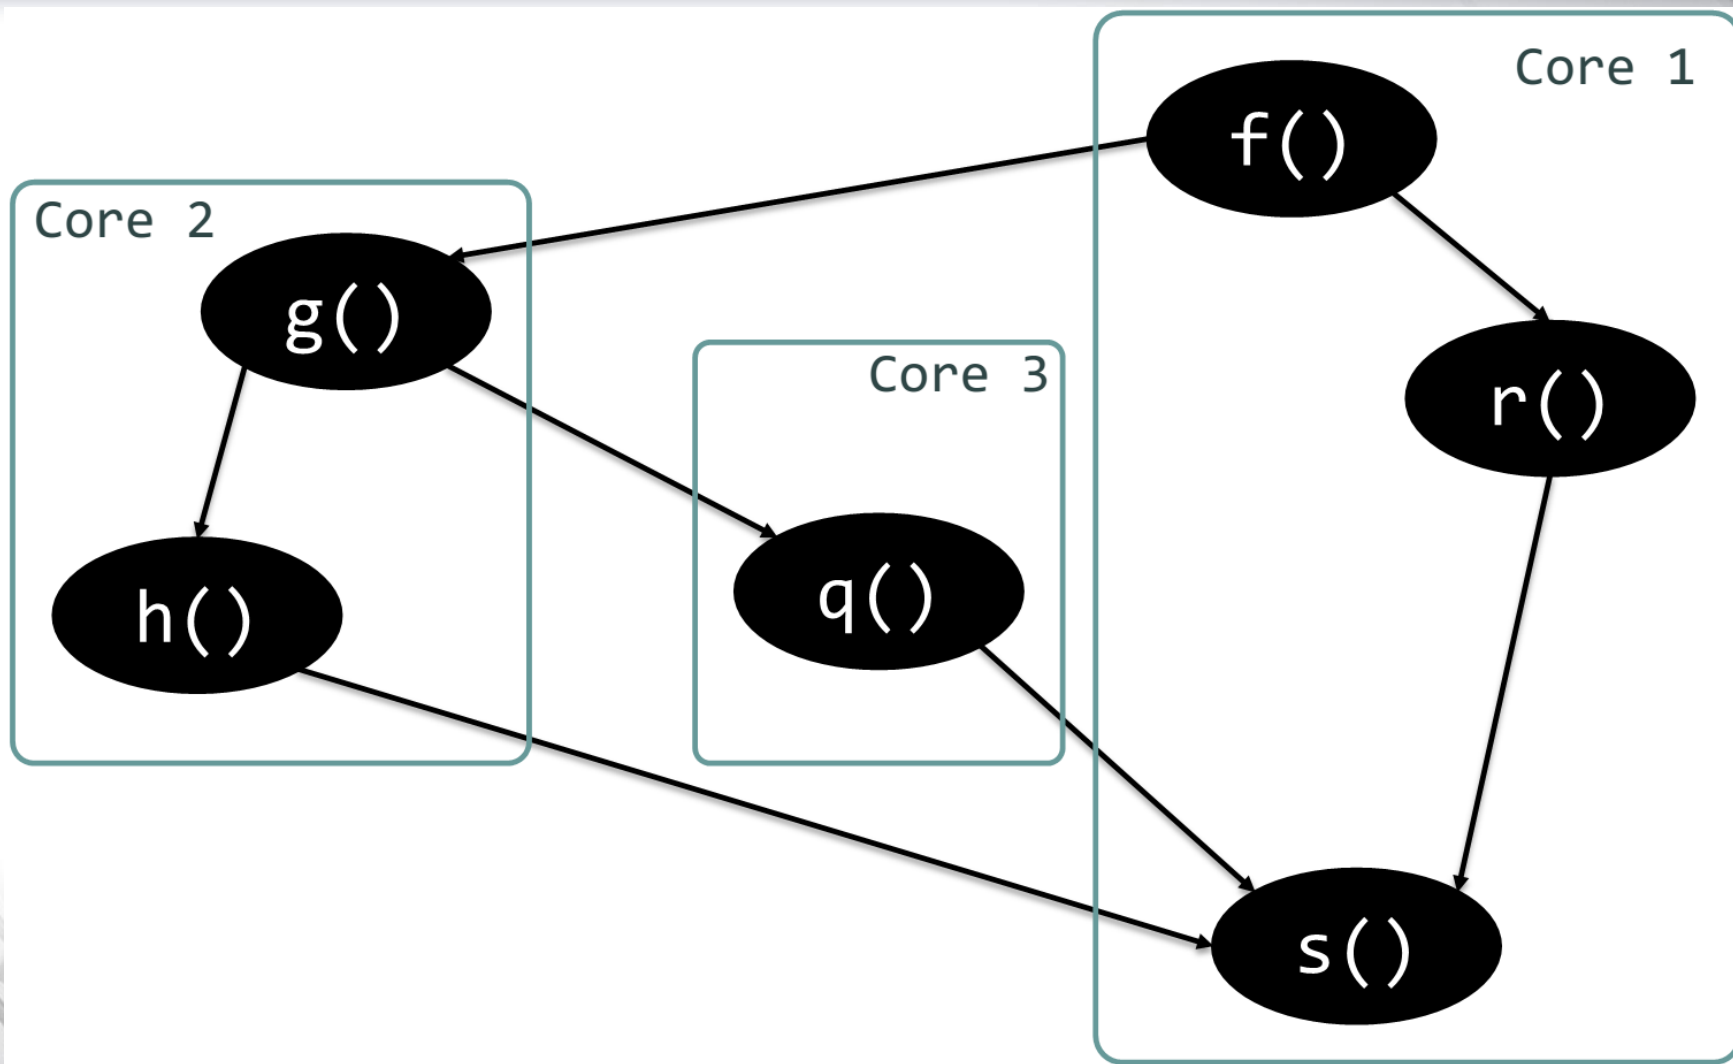 Core 1
f()
Core 2
g()
Core 3
r()
q()
h()
s()